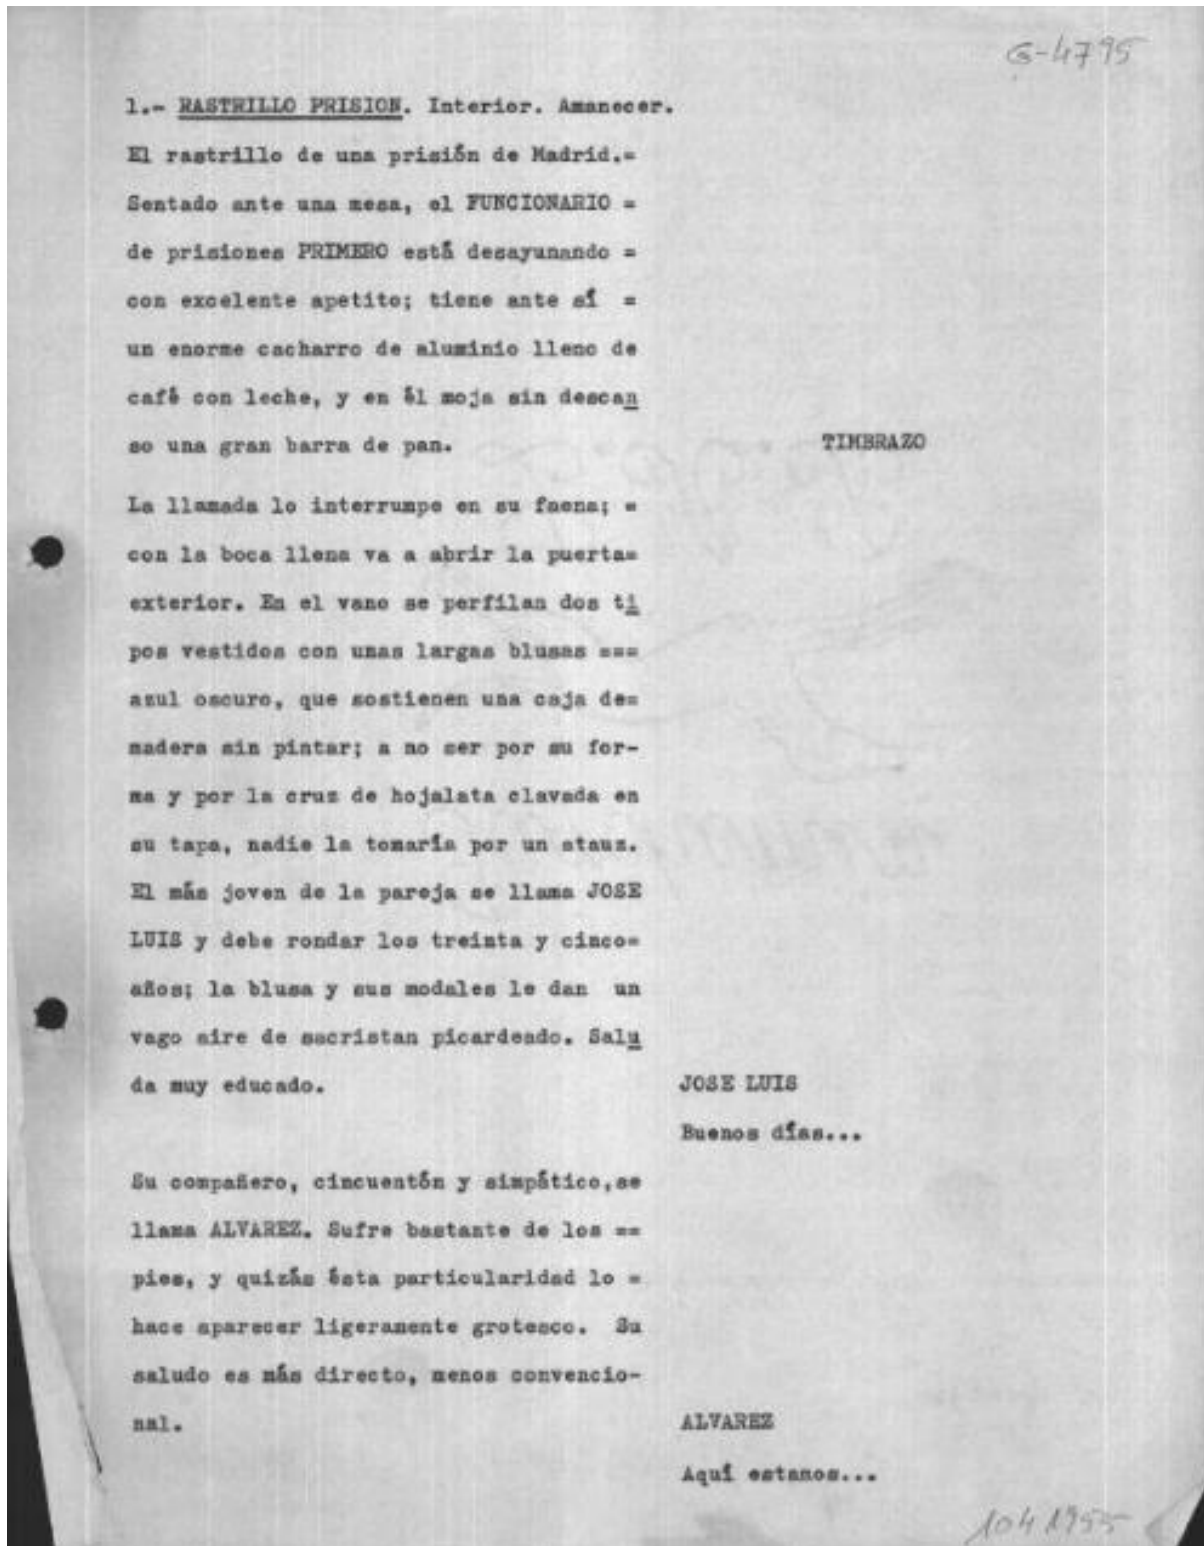 G-4795
1.- RASTRILLO PRISION. Interior. Amanecer.
El rastrillo de una prisión de Madrid.=
Sentado ante una mesa, el FUNCIONARIO =
de prisiones PRIMERO está desayunando =
con excelente apetito; tiene ante sí =
un enorme cacharro de aluminio lleno de
café con leche, y en él moja sin descan
so una gran barra de pan.
TIMBRAZO
La llamada lo interrumpe en su faena; =
con la boca llena va a abrir la puerta=
exterior. En el vano se perfilan dos ti
pos vestidos con unas largas blusas ===
azul oscuro, que sostienen una caja de=
madera sin pintar; a no ser por su for-
ma y por la cruz de hojalata clavada en
su tapa, nadie la tomaría por un ataux.
El más joven de la pareja se llama JOSE
LUIS y debe rondar los treinta y cinco=
años; la blusa y sus modales le dan un
vago aire de sacristan picardeado. Salu
da muy educado.
JOSE LUIS
Buenos días...
Su compañero, cincuentón y simpático,se
llama ALVAREZ. Sufre bastante de los ==
pies, y quizás ésta particularidad lo =
hace aparecer ligeramente grotesco. Su
saludo es más directo, menos convencio-
nal.
ALVAREZ
Aquí estamos...
104 1955